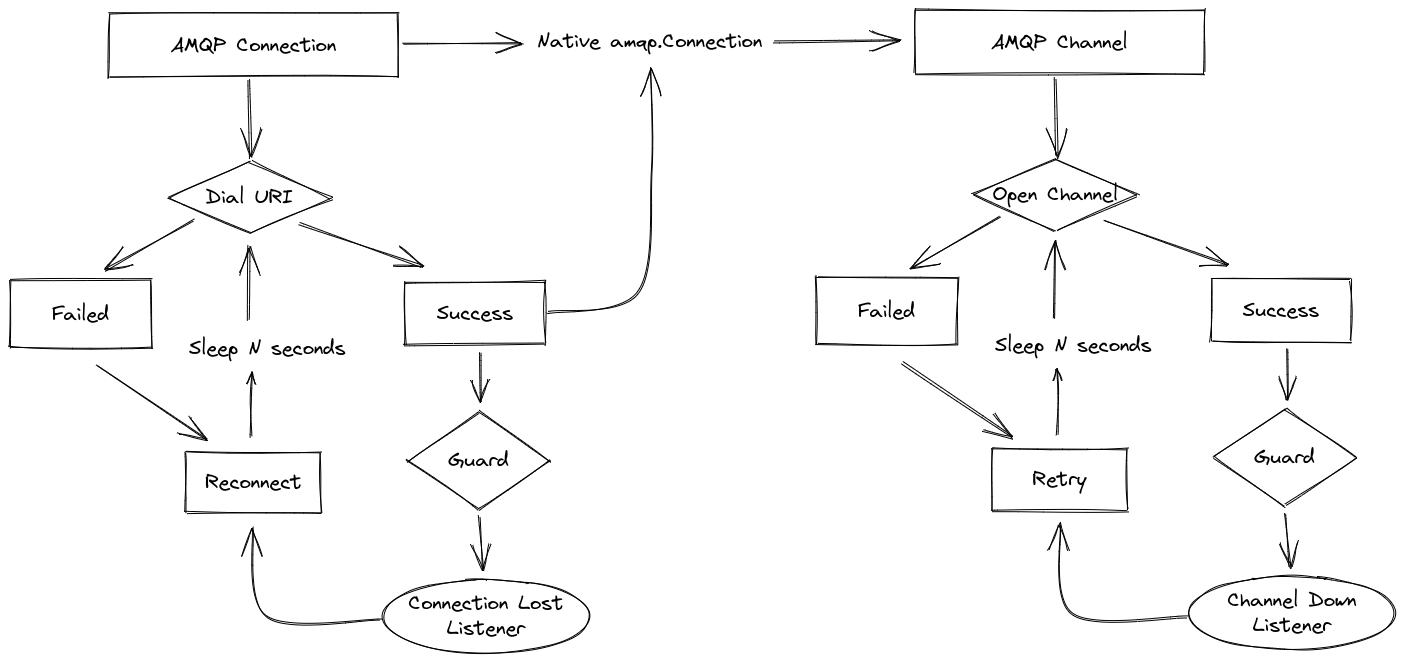 AMQP Connection
Native amqp.Connection
AMQP Channel
Dial URI
Open Channel
Failed
Success
Sleep N seconds
Failed
Success
Sleep N seconds
Guard
Guard
Reconnect
Retry
Connection Lost
Listener
Channel Down
Listener